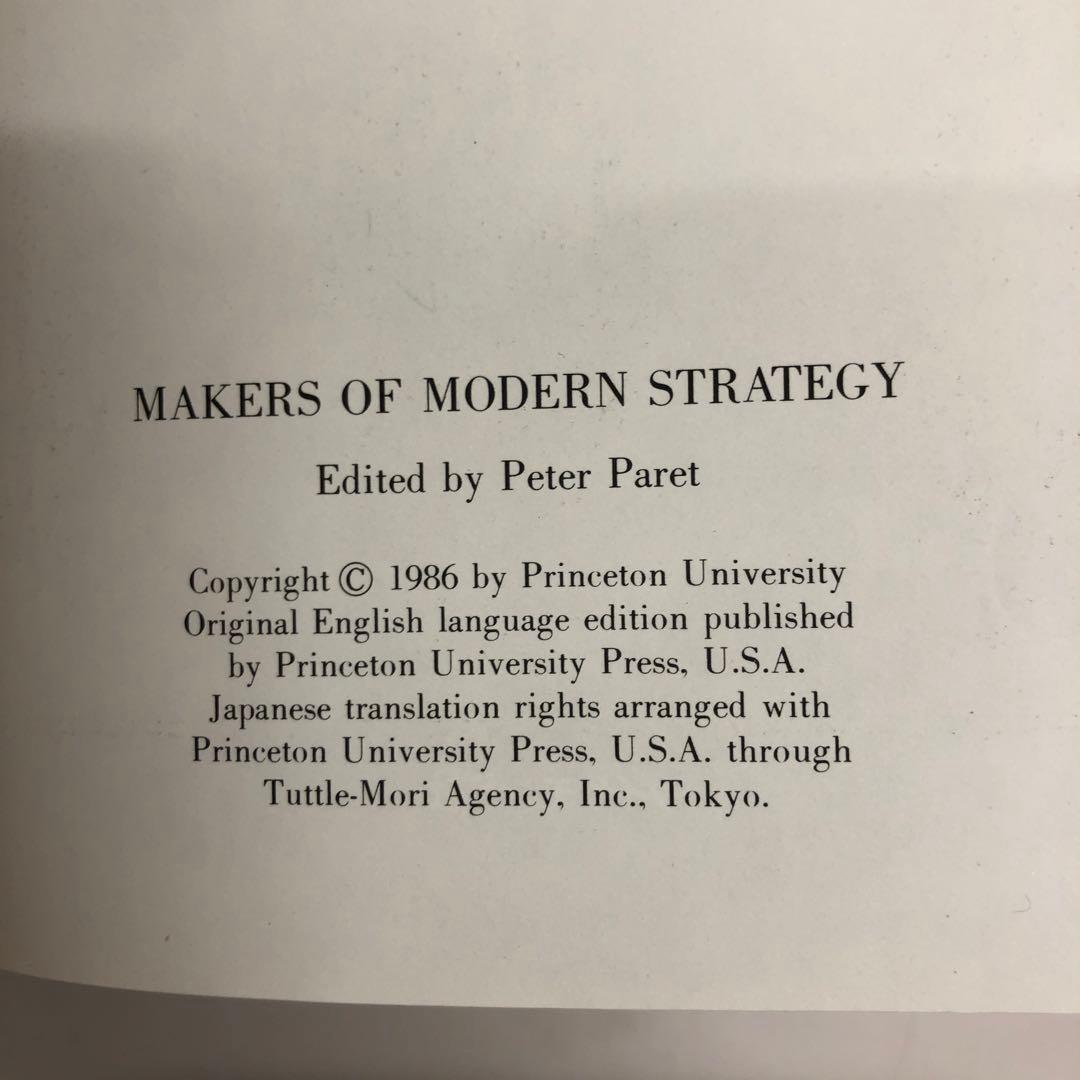 MAKERS OF MODERN STRATEGY
Edited by Peter Paret
Copyright © 1986 by Princeton University
Original English language edition published
by Princeton University Press, U.S.A.
Japanese translation rights arranged with
Princeton University Press, U.S.A. through
Tuttle-Mori Agency, Inc., Tokyo.